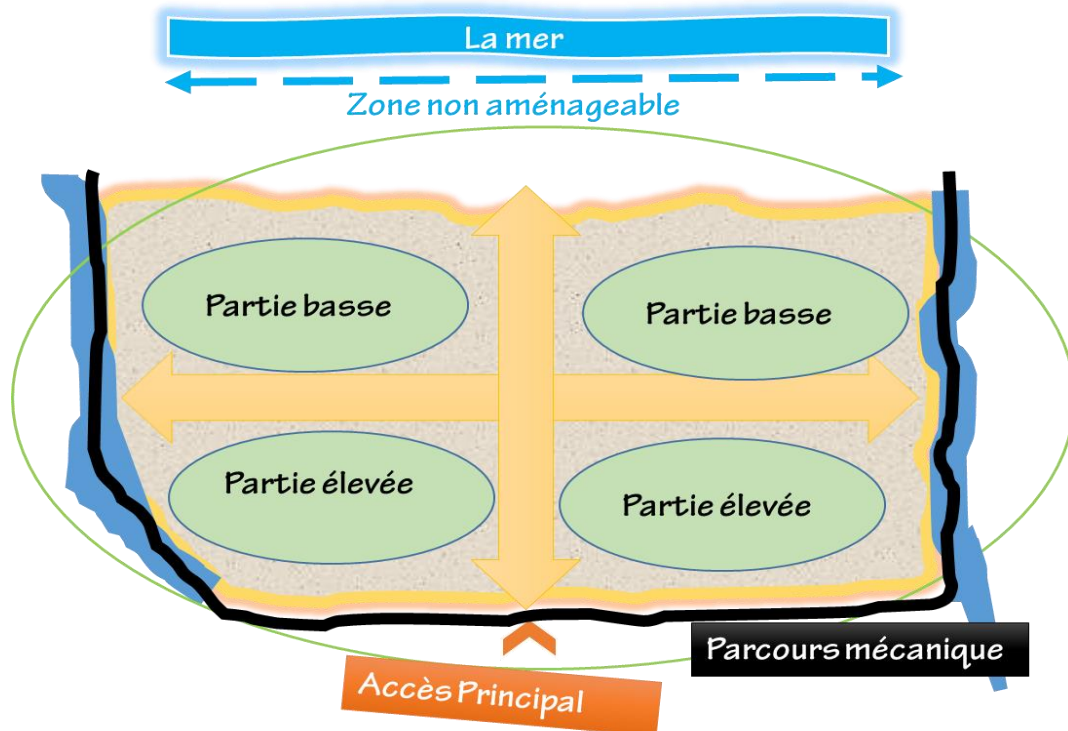 La mer
Zone non aménageable
Partie basse
Partie basse
Partie élevée
Partie élevée
Parcours mécanique
Accès Principal